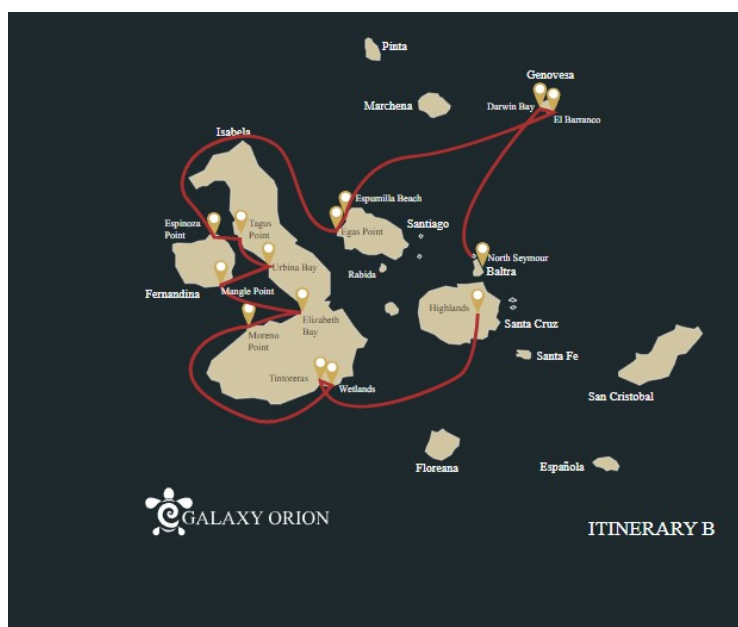 Pinta
Genovesa
Marchena
Darwin Bay
El Barranco
Isabela
Espumilla Beach
Espinoza
Point
Tagus
Point
Egas Point
Santiago
North Seymour
Urbina Bay
Rabida
Baltra
Fernandina
Mangle Point
Highlands
Elizabeth
Bay
Santa Cruz
Moreno
Point
Santa Fe
Tintoreras
Wetlands
San Cristobal
Floreana
Española
GALAXY ORION
ITINERARY B